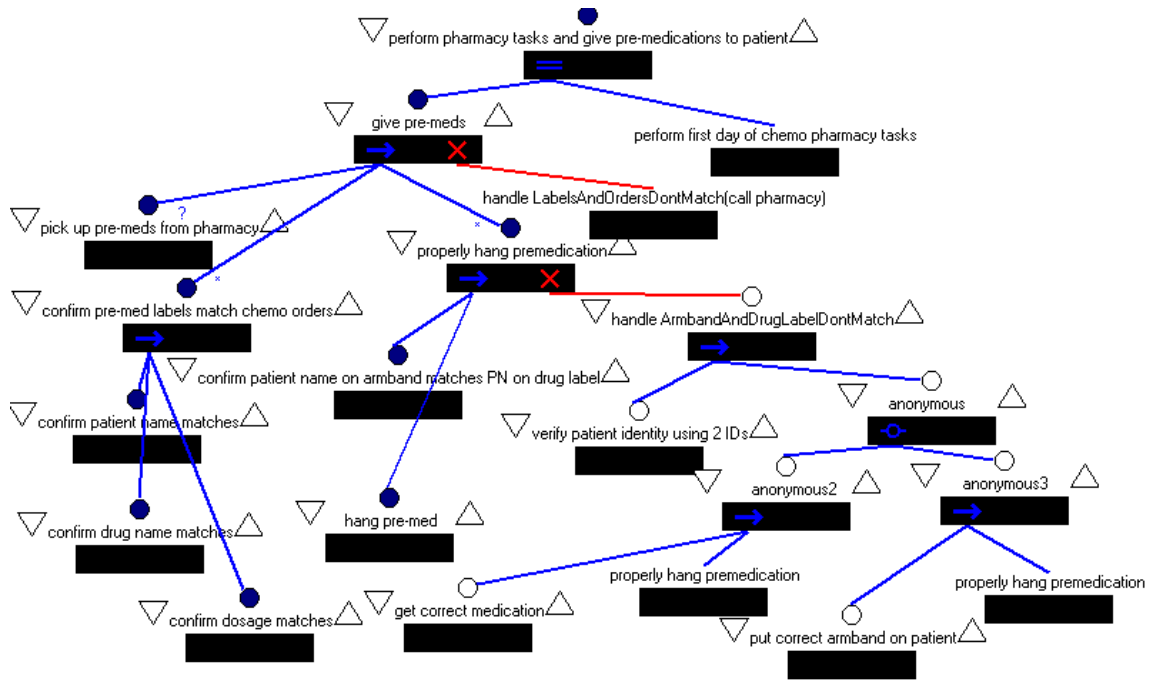 perform pharmacy tasks and give pre-medications to patient
give pre-meds
perform first day of chemo pharmacy tasks
handle LabelsAndOrdersDontMatch(call pharmacy)
?
pick up pre-meds from pharmacy
*
properly hang premedication
*
confirm pre-med labels match chemo orders
handle ArmbandAndDrugLabelDontMatch
confirm patient name on armband matches PN on drug label
anonymous
confirm patient name matches
verify patient identity using 2 IDs
anonymous2
anonymous3
hang pre-med
confirm drug name matches
properly hang premedication
properly hang premedication
get correct medication
confirm dosage matches
put correct armband on patient